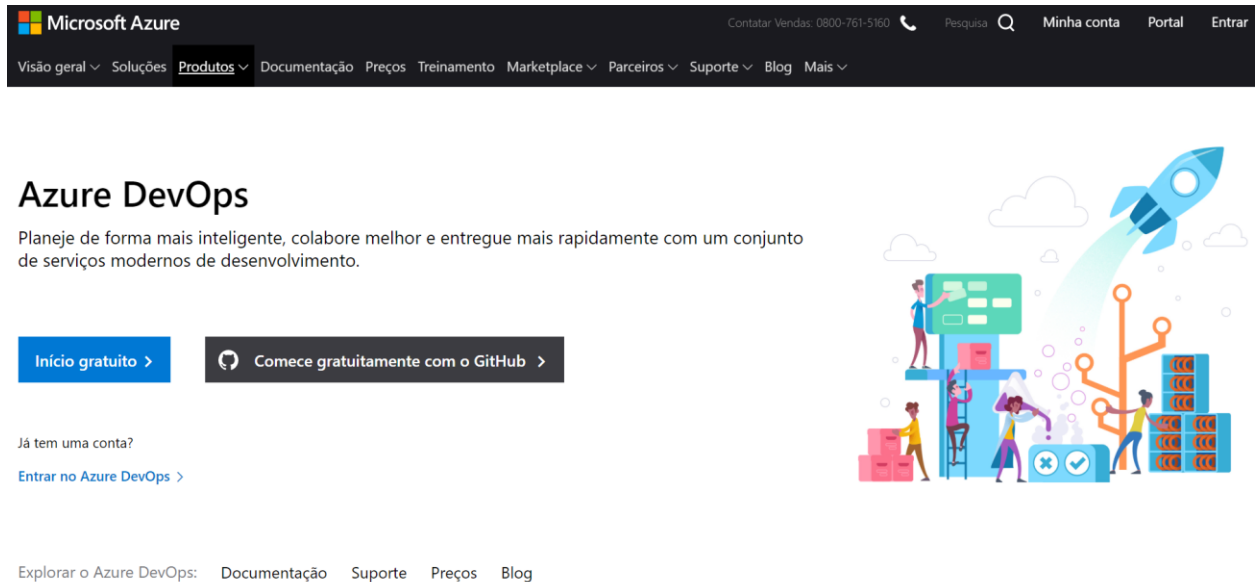 Microsoft Azure
Contatar Vendas: 0800-761-5160 Pesquisa Minha conta Portal Entrar
Visão geral Soluções Produtos Documentação Preços Treinamento Marketplace Parceiros Suporte Blog Mais
Azure DevOps
Planeje de forma mais inteligente, colabore melhor e entregue mais rapidamente com um conjunto
de serviços modernos de desenvolvimento.
Início gratuito >
Comece gratuitamente com o GitHub >
Já tem uma conta?
Entrar no Azure DevOps >
Explorar o Azure DevOps: Documentação Suporte Preços Blog